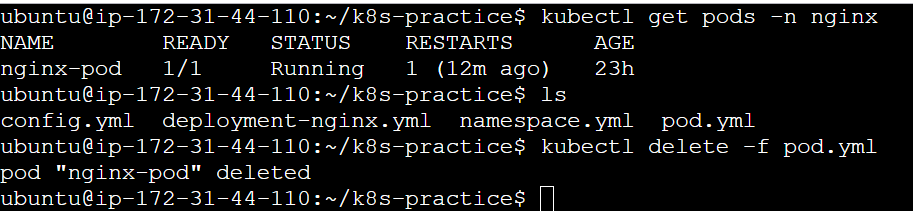 ubuntu@ip-172-31-44-110:~/k8s-practice$ kubectl get pods -n nginx
NAME        READY   STATUS    RESTARTS      AGE
nginx-pod   1/1     Running   1 (12m ago)   23h
ubuntu@ip-172-31-44-110:~/k8s-practice$ ls
config.yml  deployment-nginx.yml  namespace.yml  pod.yml
ubuntu@ip-172-31-44-110:~/k8s-practice$ kubectl delete -f pod.yml
pod "nginx-pod" deleted
ubuntu@ip-172-31-44-110:~/k8s-practice$